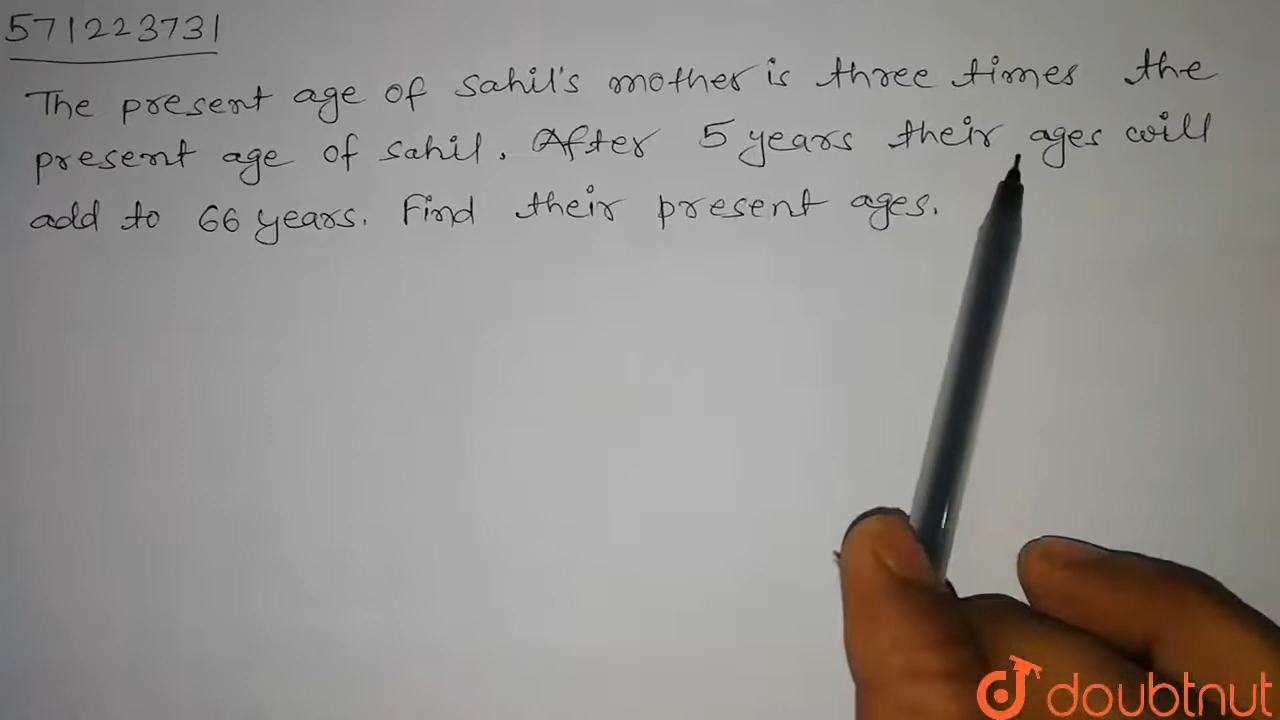 571223731
The present age of Sahil's mother is three times the
present age of Sahil. After 5 years their ages will
add to 66 years. Find their present ages.
doubtnut